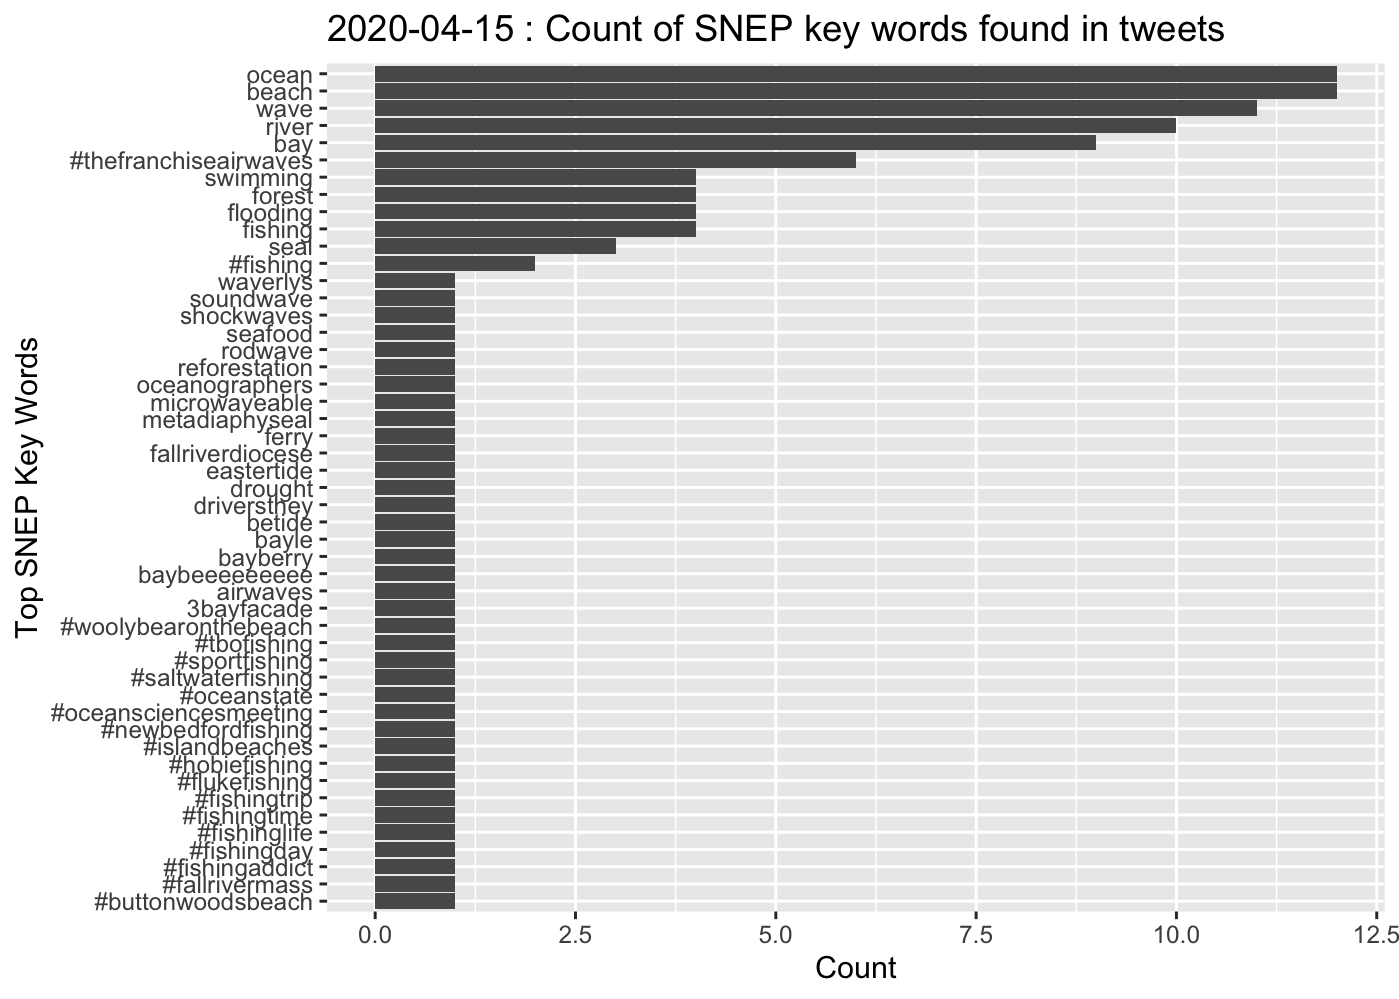 2020-04-15 : Count of SNEP key words found in tweets
Top SNEP Key Words
ocean
beach
wave
river
bay
#thefranchiseairwaves
swimming
forest
flooding
fishing
seal
#fishing
waverlys
soundwave
shockwaves
seafood
rodwave
reforestation
oceanographers
microwaveable
metadiaphyseal
ferry
fallriverdiocese
eastertide
drought
driversthey
betide
bayle
bayberry
baybeeeeeeeee
airwaves
3bayfacade
#woolybearonthebeach
#tbofishing
#sportfishing
#saltwaterfishing
#oceanstate
#oceansciencesmeeting
#newbedfordfishing
#islandbeaches
#hobiefishing
#flukefishing
#fishingtrip
#fishingtime
#fishinglife
#fishingday
#fishingaddict
#fallrivermass
#buttonwoodsbeach
0.0 2.5 5.0 7.5 10.0 12.5
Count